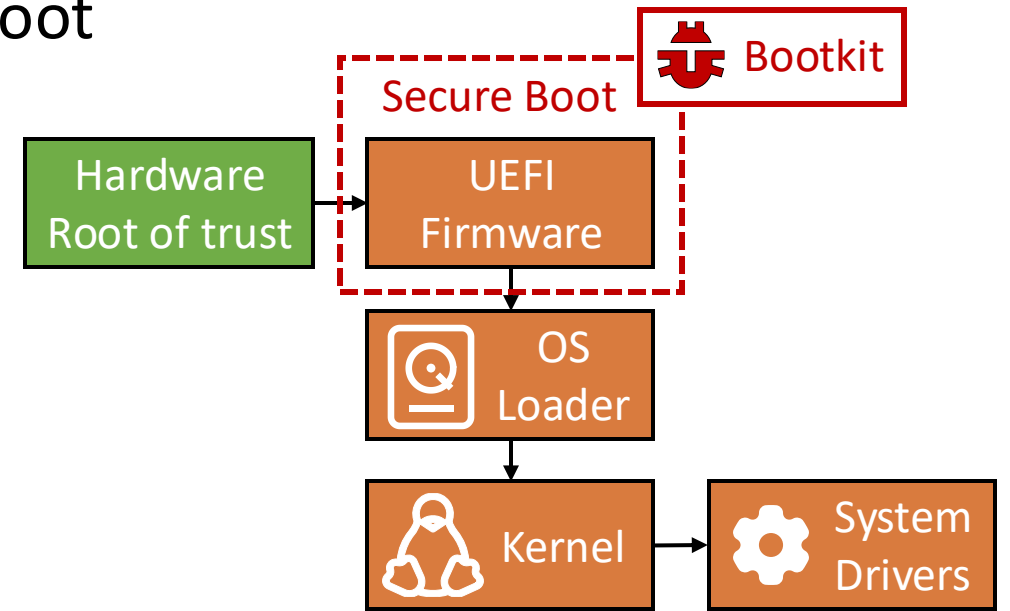 oot
Bootkit
Secure Boot
Hardware
Root of trust
UEFI
Firmware
OS
Loader
Kernel
System
Drivers